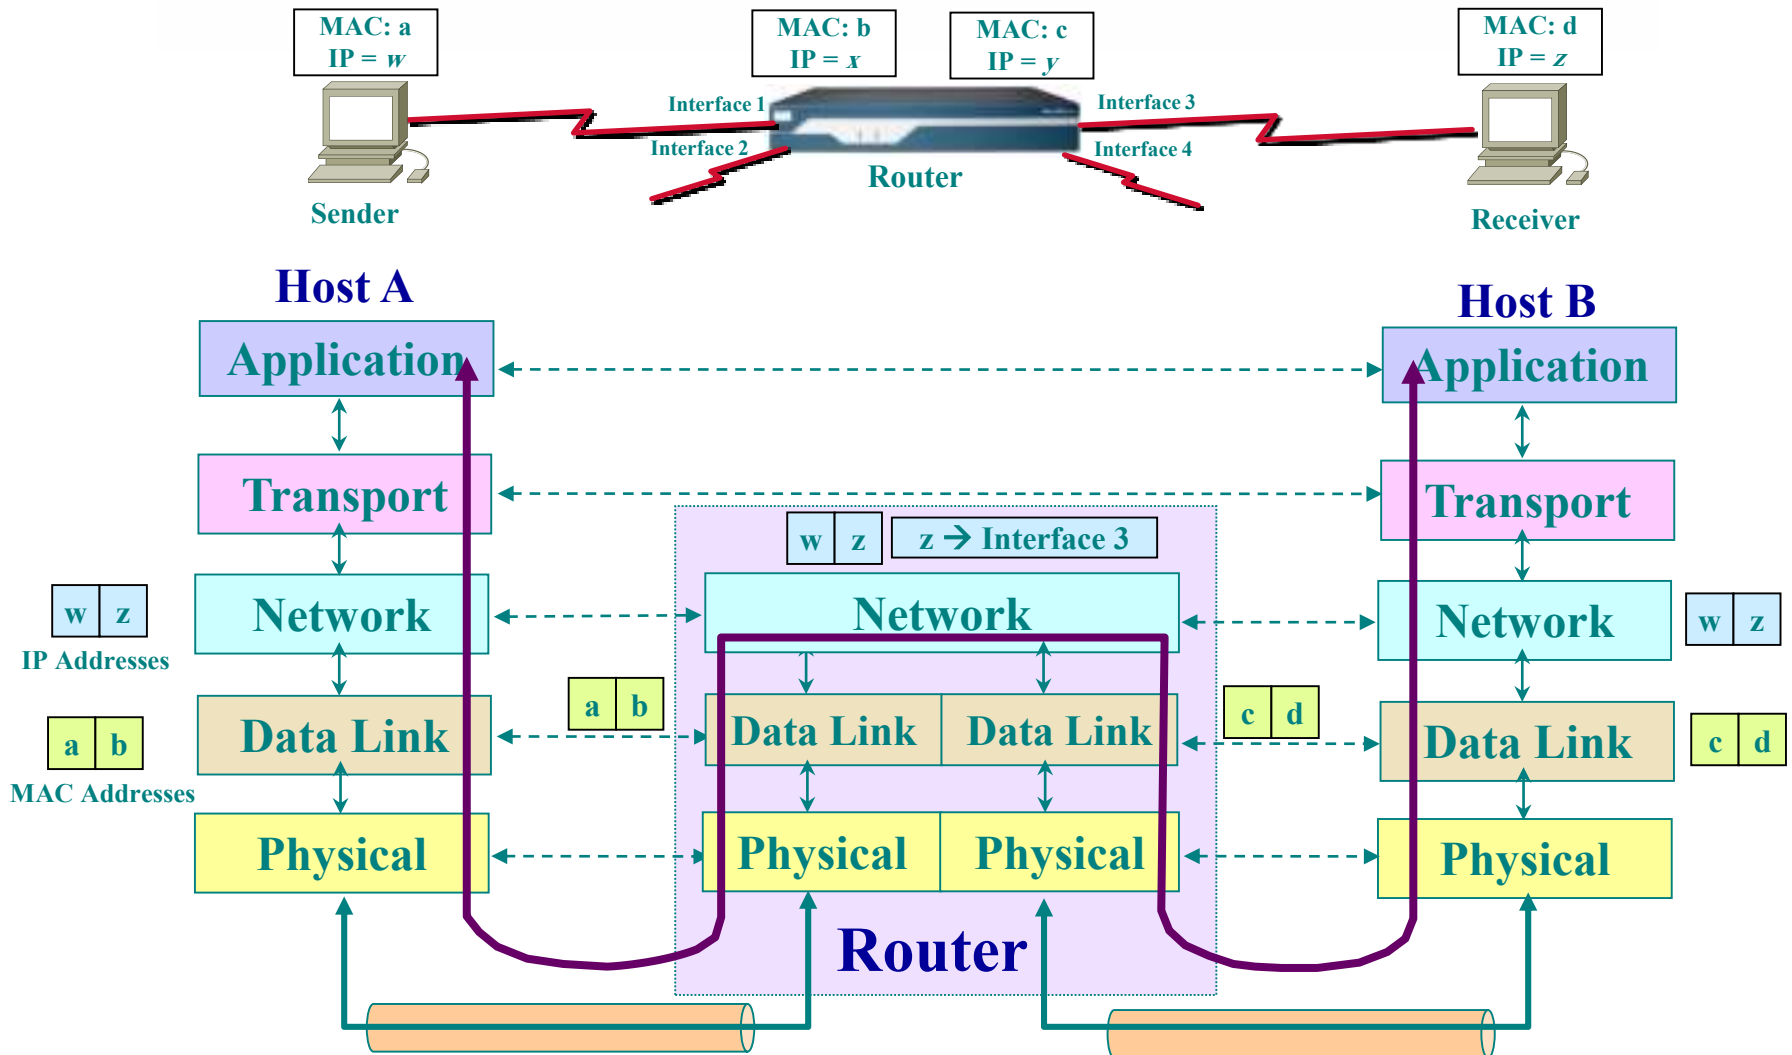 MAC: a
IP = w
MAC: b
IP = x
MAC: c
IP = y
MAC: d
IP = z
Interface 1
Interface 2
Interface 3
Interface 4
Router
Sender
Receiver
Host A
Host B
Application
Application
Transport
Transport
w z
z → Interface 3
w z
IP Addresses
Network
Network
Network
w z
a b
MAC Addresses
Data Link
a b
Data Link
Data Link
c d
Data Link
c d
Physical
Physical
Physical
Physical
Router